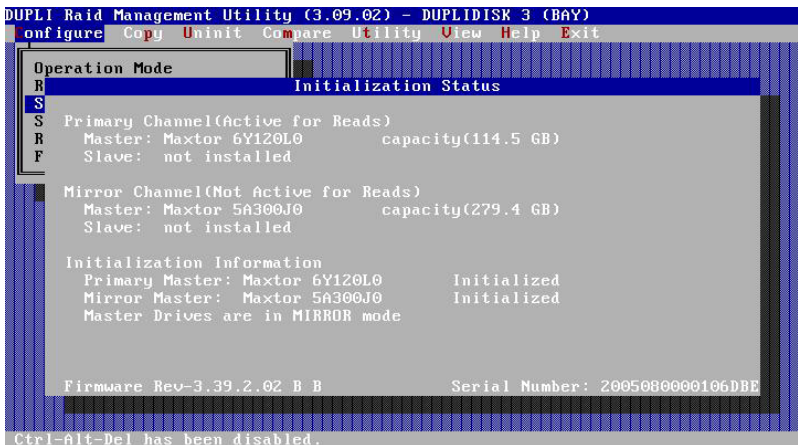 DUPLI Raid Management Utility (3.09.02) - DUPLIDISK 3 (BAY)
Configure Copy Uninit Compare Utility View Help Exit
Operation Mode
R
S
S
R
F
Initialization Status
Primary Channel(Active for Reads)
Master: Maxtor 6Y120L0 capacity(114.5 GB)
Slave: not installed
Mirror Channel(Not Active for Reads)
Master: Maxtor 5A300J0 capacity(279.4 GB)
Slave: not installed
Initialization Information
Primary Master: Maxtor 6Y120L0 Initialized
Mirror Master: Maxtor 5A300J0 Initialized
Master Drives are in MIRROR mode
Firmware Rev-3.39.2.02 B B Serial Number: 2005080000106DBE
Ctrl-Alt-Del has been disabled.